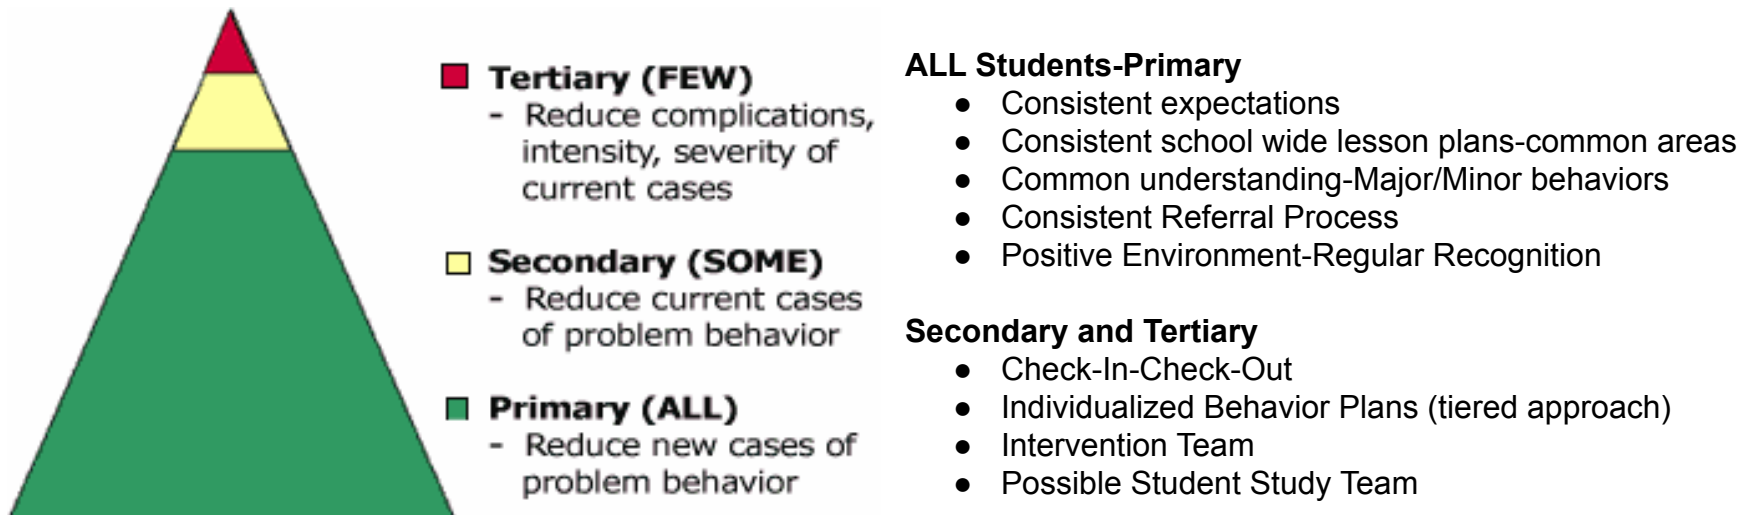 Tertiary (FEW)
- Reduce complications,
intensity, severity of
current cases
Secondary (SOME)
- Reduce current cases
of problem behavior
Primary (ALL)
- Reduce new cases of
problem behavior
ALL Students-Primary
● Consistent expectations
● Consistent school wide lesson plans-common areas
● Common understanding-Major/Minor behaviors
● Consistent Referral Process
● Positive Environment-Regular Recognition
Secondary and Tertiary
● Check-In-Check-Out
● Individualized Behavior Plans (tiered approach)
● Intervention Team
● Possible Student Study Team